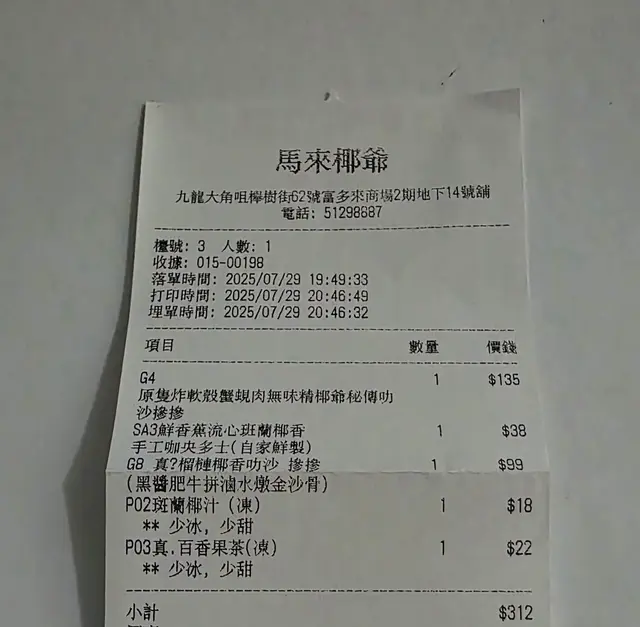 馬來椰爺
九龍大角咀櫸樹街62號富多來商場2期地下14號舖
電話: 51298687
檯號: 3 人數: 1
收據: 015-00198
落單時間: 2025/07/29 19:49:33
打印時間: 2025/07/29 20:46:49
埋單時間: 2025/07/29 20:46:32
項目 數量 價錢
G4 1 $135
原隻炸軟殼蟹蜆肉無味精椰爺秘傳叻
沙摻摻
SA3鮮香蕉流心班蘭椰香 1 $38
手工咖央多士(自家鮮製)
G8 真?榴槤椰香叻沙 摻摻 1 $99
(黑醬肥牛拼滷水燉金沙骨)
P02斑蘭椰汁 (凍) 1 $18
** 少冰, 少甜
P03真.百香果茶(凍) 1 $22
** 少冰, 少甜
小計 $312